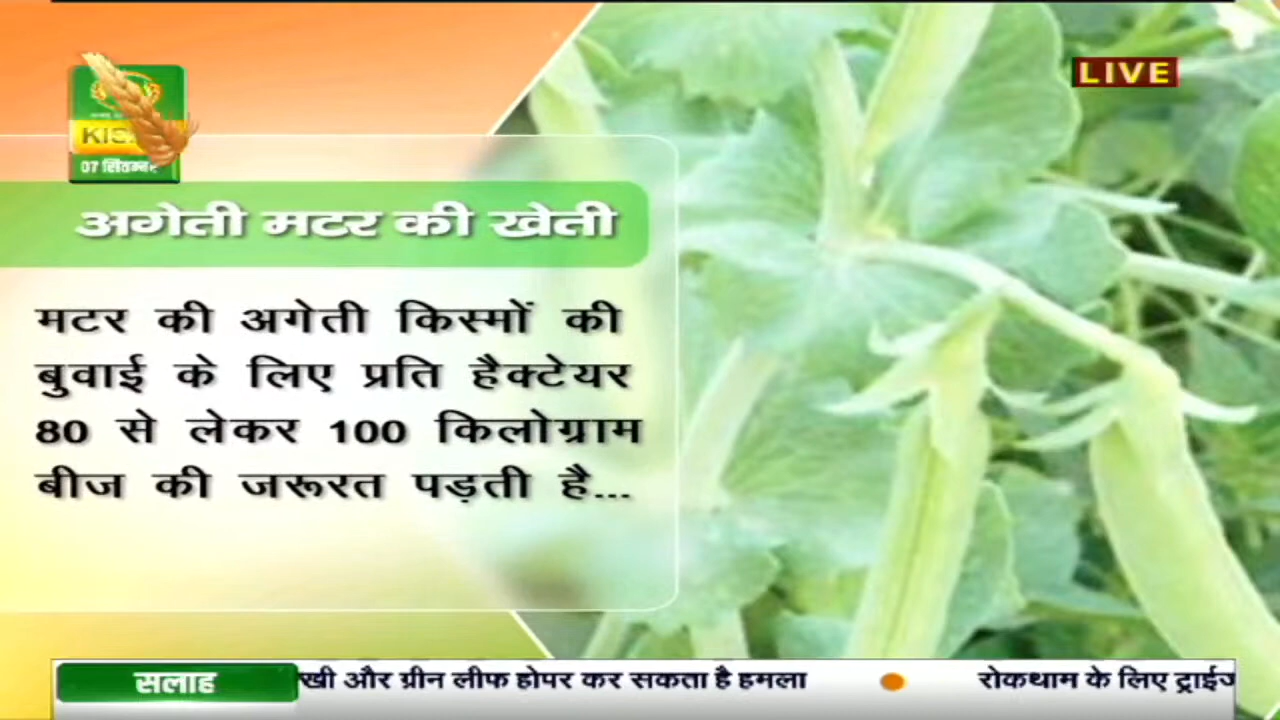 LIVE
07 सितम्बर
अगेती मटर की खेती
मटर की अगेती किस्मों की
बुवाई के लिए प्रति हैक्टेयर
80 से लेकर 100 किलोग्राम
बीज की जरूरत पड़ती है...
सलाह
और ग्रीन लीफ होपर कर सकता है हमला
रोकथाम के लिए